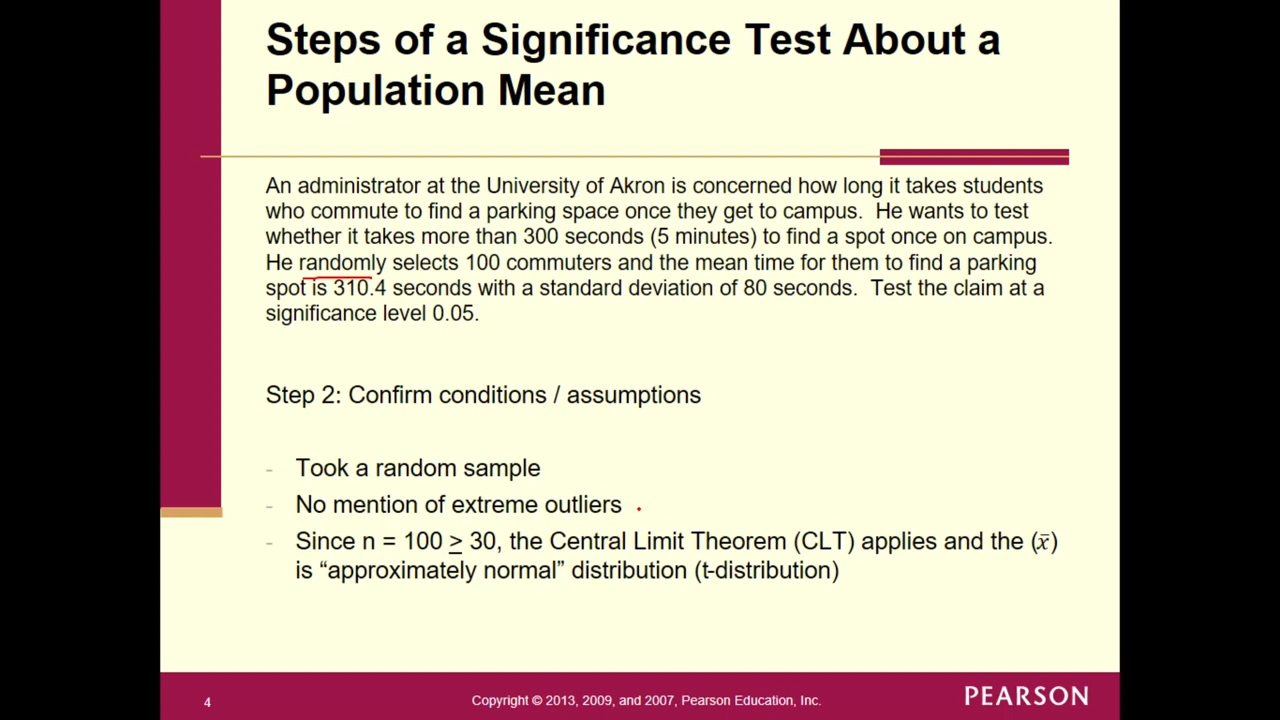 Steps of a Significance Test About a
Population Mean
An administrator at the University of Akron is concerned how long it takes students
who commute to find a parking space once they get to campus.  He wants to test
whether it takes more than 300 seconds (5 minutes) to find a spot once on campus.
He randomly selects 100 commuters and the mean time for them to find a parking
spot is 310.4 seconds with a standard deviation of 80 seconds.  Test the claim at a
significance level 0.05.
Step 2: Confirm conditions / assumptions
- Took a random sample
- No mention of extreme outliers
- Since n = 100 ≥ 30, the Central Limit Theorem (CLT) applies and the (x̄)
is “approximately normal” distribution (t-distribution)
4
Copyright © 2013, 2009, and 2007, Pearson Education, Inc.
PEARSON